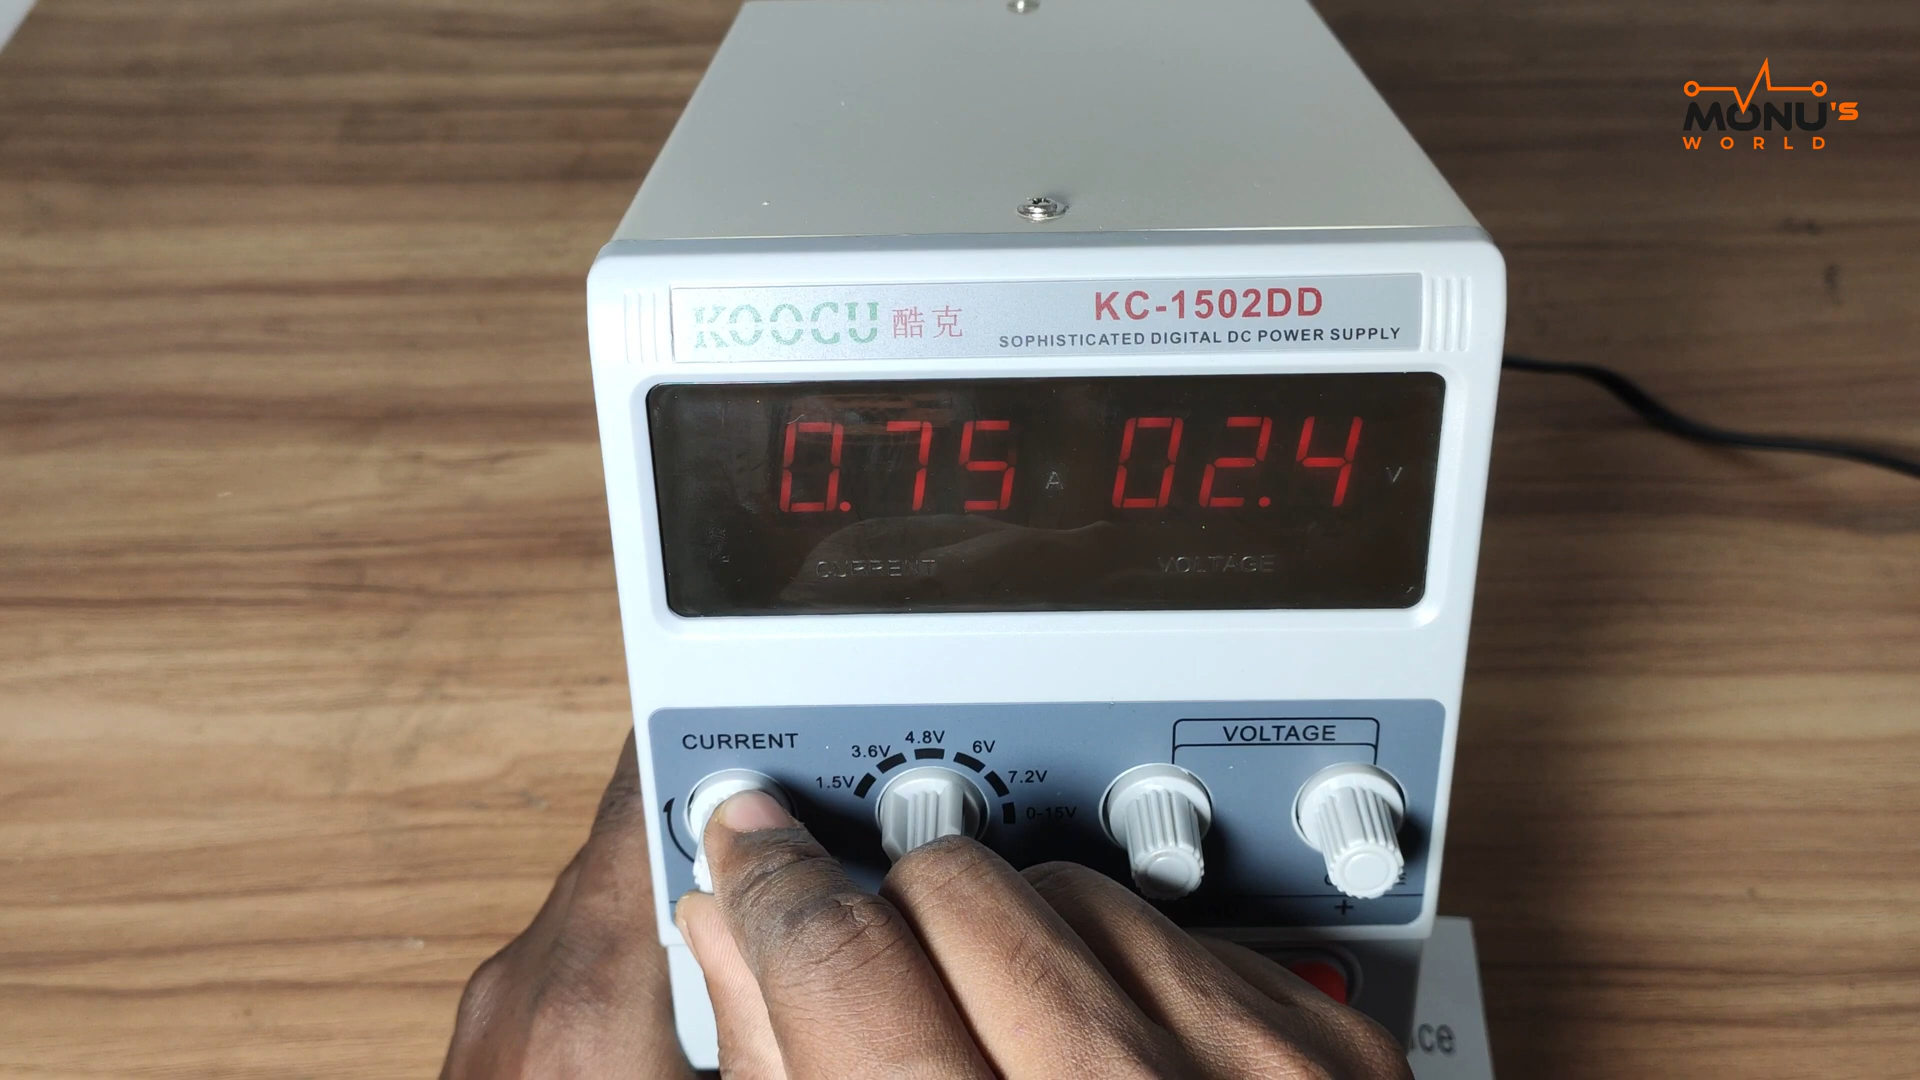 MONU'S
WORLD
KOOCU 酷克
KC-1502DD
SOPHISTICATED DIGITAL DC POWER SUPPLY
0.75 A 02.4 V
CURRENT VOLTAGE
CURRENT
1.5V 3.6V 4.8V 6V 7.2V 0-15V
VOLTAGE
+